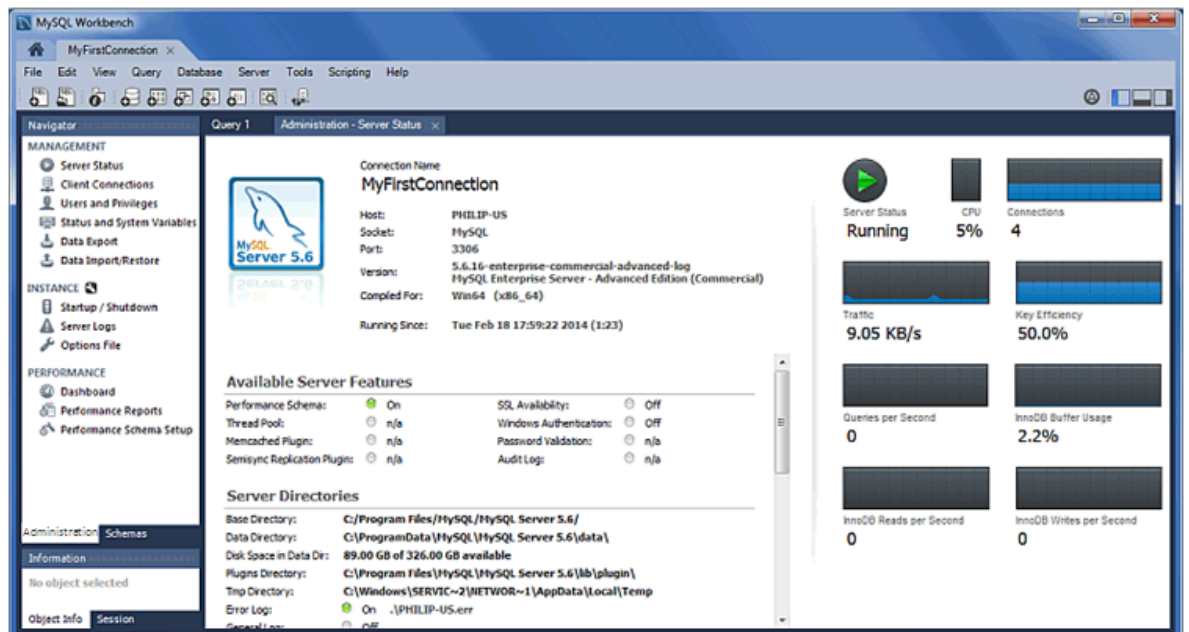 MySQL Workbench
MyFirstConnection
File Edit View Query Database Server Tools Scripting Help
Navigator
MANAGEMENT
Server Status
Client Connections
Users and Privileges
Status and System Variables
Data Export
Data Import/Restore
INSTANCE
Startup / Shutdown
Server Logs
Options File
PERFORMANCE
Dashboard
Performance Reports
Performance Schema Setup
Administration Schemas
Information
No object selected
Object Info Session
Query 1 Administration - Server Status
MySQL
Server 5.6
Connection Name
MyFirstConnection
Host: PHILIP-US
Socket: MySQL
Port: 3306
Version: 5.6.16-enterprise-commercial-advanced-log
MySQL Enterprise Server - Advanced Edition (Commercial)
Compiled For: Win64 (x86_64)
Running Since: Tue Feb 18 17:59:22 2014 (1:23)
Available Server Features
Performance Schema: On SSL Availability: Off
Thread Pool: n/a Windows Authentication: Off
Memcached Plugin: n/a Password Validation: n/a
Semisync Replication Plugin: n/a Audit Log: n/a
Server Directories
Base Directory: C:/Program Files/MySQL/MySQL Server 5.6/
Data Directory: C:\ProgramData\MySQL\MySQL Server 5.6\data\
Disk Space in Data Dir: 89.00 GB of 326.00 GB available
Plugins Directory: C:\Program Files\MySQL\MySQL Server 5.6\lib\plugin\
Tmp Directory: C:\Windows\SERVIC~2\NETWOR~1\AppData\Local\Temp
Error Log: On .\PHILIP-US.err
General Log: Off
Server Status CPU Connections
Running 5% 4
Traffic Key Efficiency
9.05 KB/s 50.0%
Queries per Second InnoDB Buffer Usage
0 2.2%
InnoDB Reads per Second InnoDB Writes per Second
0 0